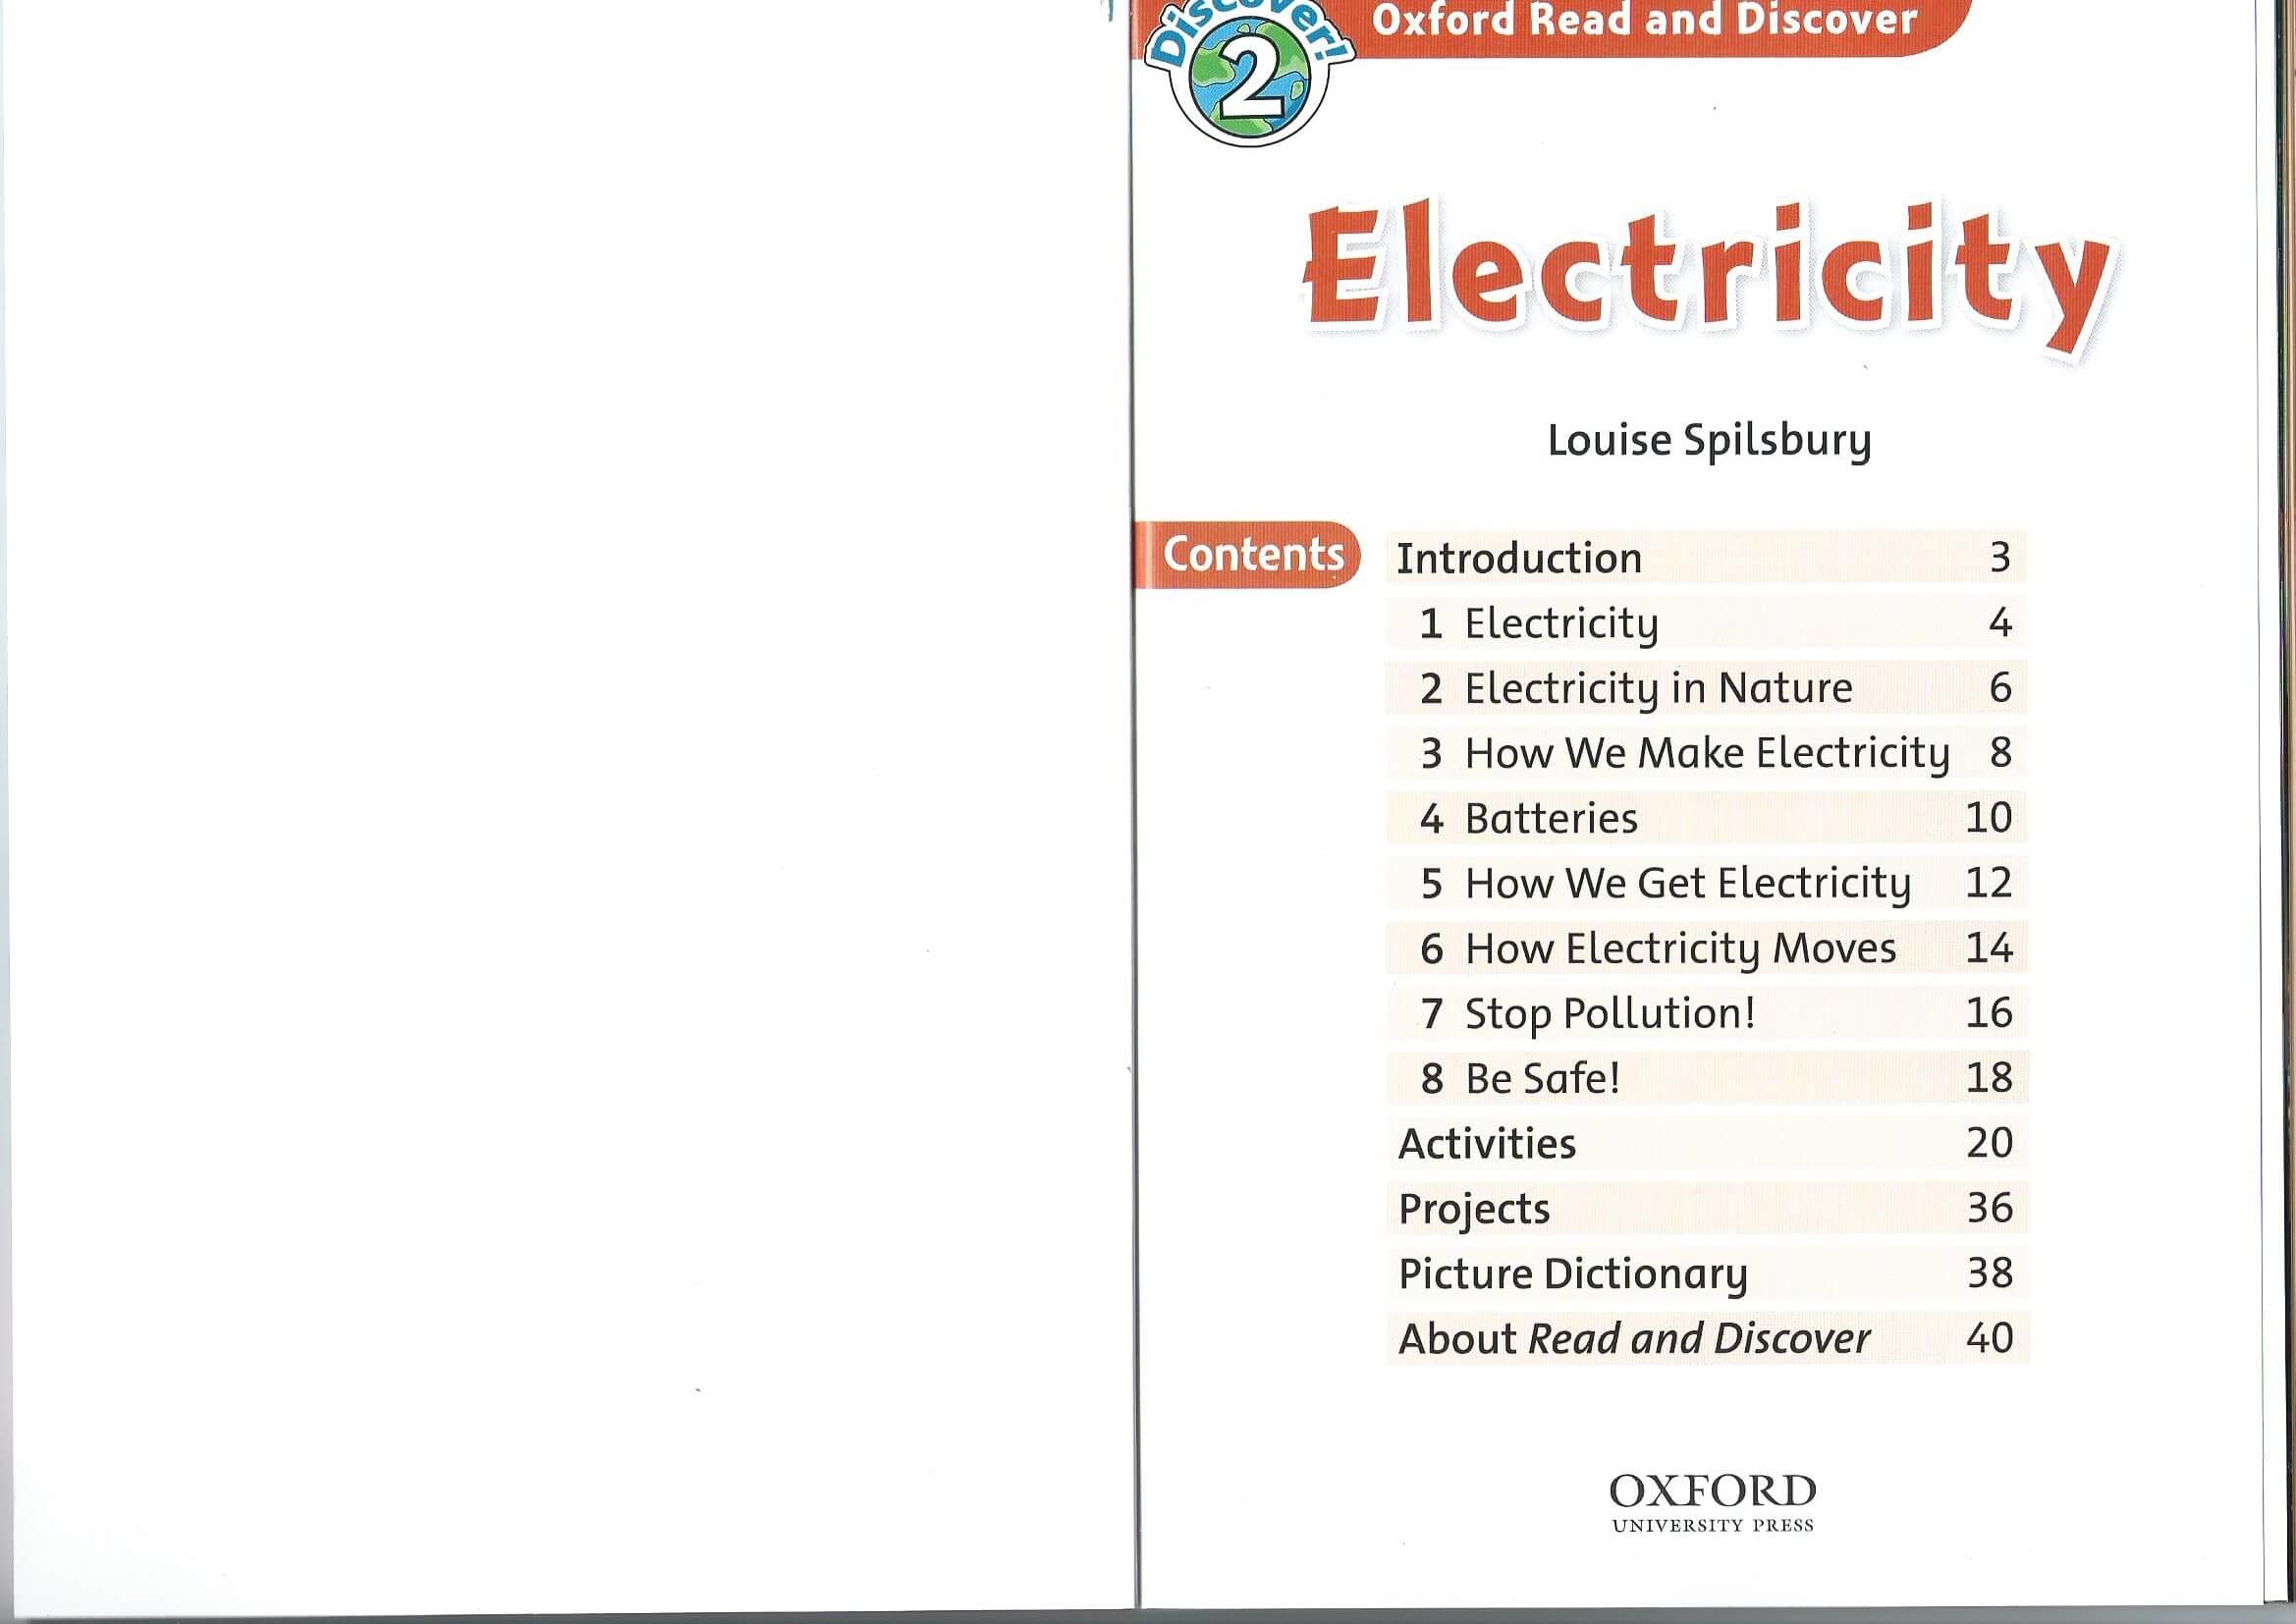 Discover!
2
Oxford Read and Discover
Electricity
Louise Spilsbury
Contents
Introduction 3
1 Electricity 4
2 Electricity in Nature 6
3 How We Make Electricity 8
4 Batteries 10
5 How We Get Electricity 12
6 How Electricity Moves 14
7 Stop Pollution! 16
8 Be Safe! 18
Activities 20
Projects 36
Picture Dictionary 38
About Read and Discover 40
OXFORD
UNIVERSITY PRESS